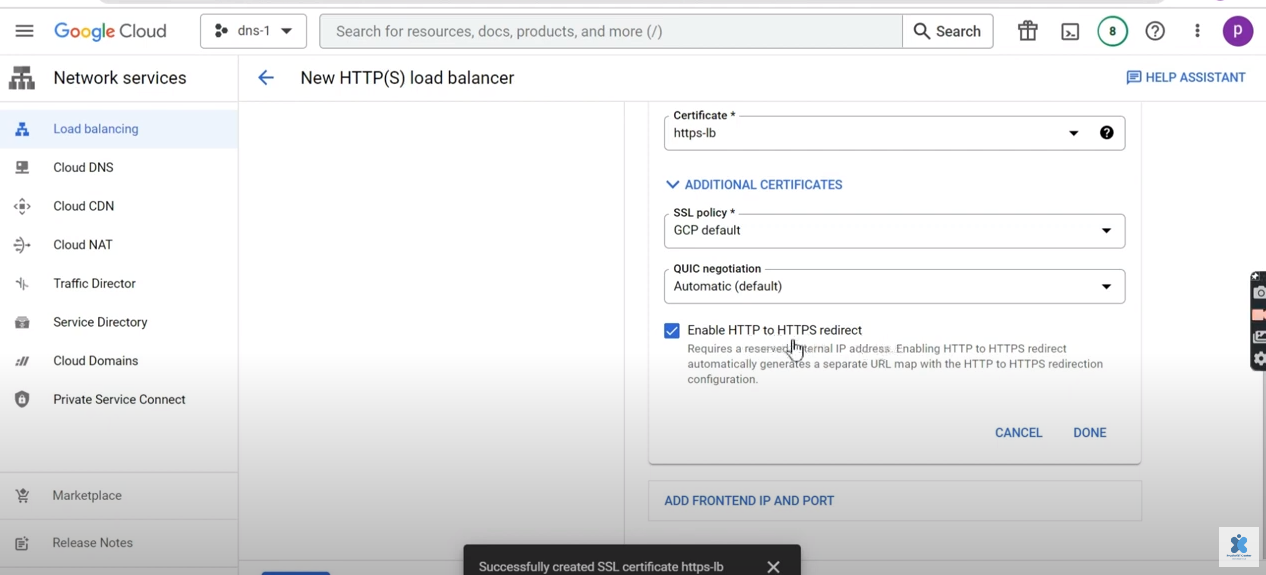 Google Cloud
dns-1
Search for resources, docs, products, and more (/)
Search
8
p
Network services
New HTTP(S) load balancer
HELP ASSISTANT
Load balancing
Cloud DNS
Cloud CDN
Cloud NAT
Traffic Director
Service Directory
Cloud Domains
Private Service Connect
Marketplace
Release Notes
Certificate *
https-lb
ADDITIONAL CERTIFICATES
SSL policy *
GCP default
QUIC negotiation
Automatic (default)
Enable HTTP to HTTPS redirect
Requires a reserved IP address. Enabling HTTP to HTTPS redirect
automatically generates a separate URL map with the HTTP to HTTPS redirection
configuration.
CANCEL
DONE
ADD FRONTEND IP AND PORT
Successfully created SSL certificate https-lb